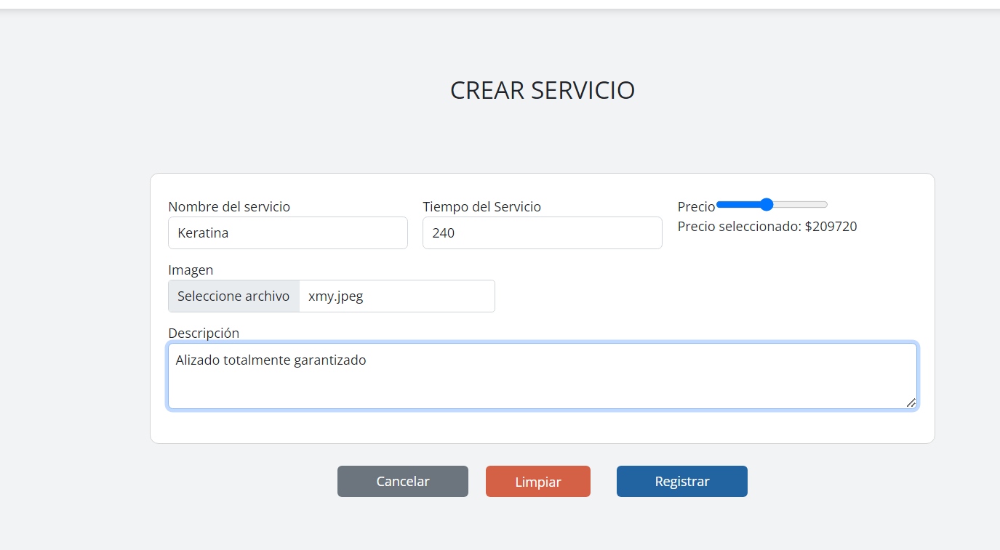 CREAR SERVICIO
Nombre del servicio
Keratina
Tiempo del Servicio
240
Precio
Precio seleccionado: $209720
Imagen
Seleccione archivo xmy.jpeg
Descripción
Alizado totalmente garantizado
Cancelar
Limpiar
Registrar